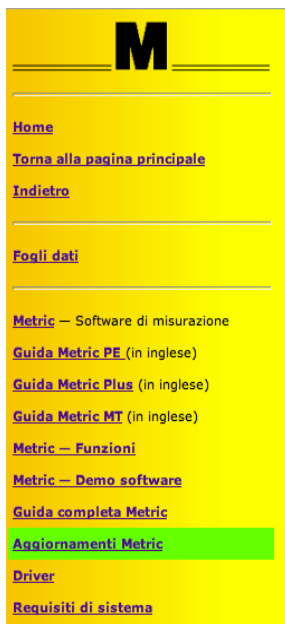 M
Home
Torna alla pagina principale
Indietro
Fogli dati
Metric — Software di misurazione
Guida Metric PE (in inglese)
Guida Metric Plus (in inglese)
Guida Metric MT (in inglese)
Metric — Funzioni
Metric — Demo software
Guida completa Metric
Aggiornamenti Metric
Driver
Requisiti di sistema